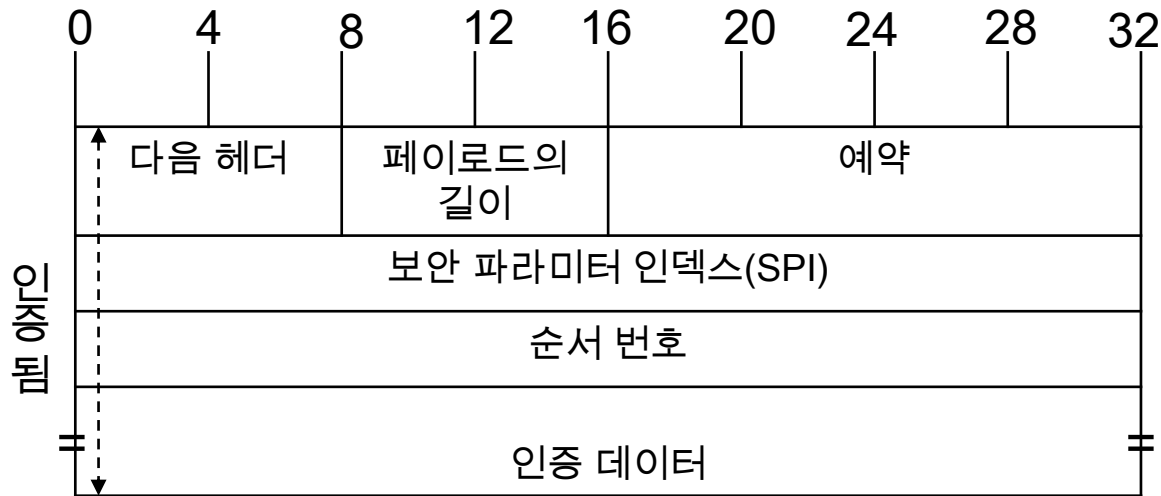 0 4 8 12 16 20 24 28 32
다음 헤더 페이로드의 예약
길이
보안 파라미터 인덱스(SPI)
순서 번호
인증 데이터
인증됨